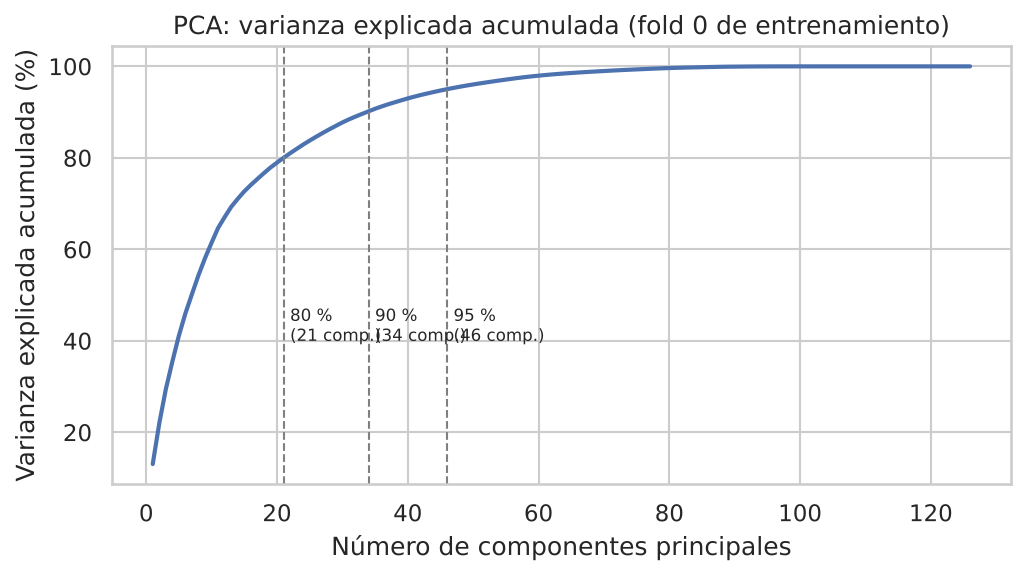 PCA: varianza explicada acumulada (fold 0 de entrenamiento)
Varianza explicada acumulada (%)
100
80
60
40
20
80 %
(21 comp.)
90 %
(34 comp.)
95 %
(46 comp.)
0
20
40
60
80
100
120
Número de componentes principales